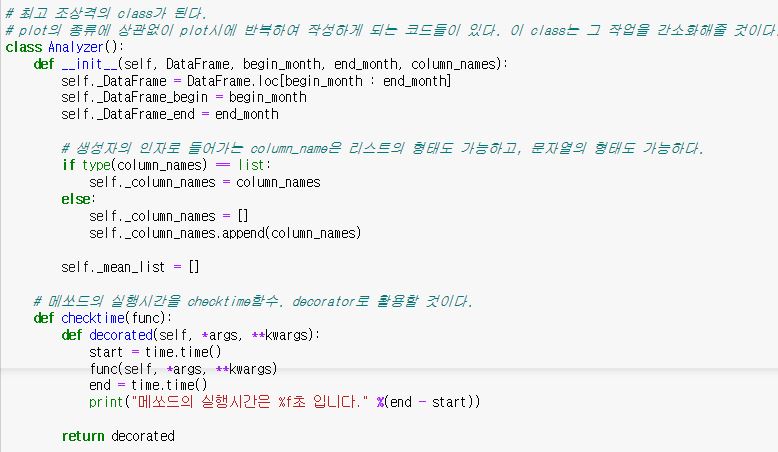 # 최고 조상격의 class가 된다.
# plot의 종류에 상관없이 plot시에 반복하여 작성하게 되는 코드들이 있다. 이 class는 그 작업을 간소화해줄 것이다.
class Analyzer():
    def __init__(self, DataFrame, begin_month, end_month, column_names):
        self._DataFrame = DataFrame.loc[begin_month : end_month]
        self._DataFrame_begin = begin_month
        self._DataFrame_end = end_month

        # 생성자의 인자로 들어가는 column_name은 리스트의 형태도 가능하고, 문자열의 형태도 가능하다.
        if type(column_names) == list:
            self._column_names = column_names
        else:
            self._column_names = []
            self._column_names.append(column_names)

        self._mean_list = []

    # 메쏘드의 실행시간을 checktime함수. decorator로 활용할 것이다.
    def checktime(func):
        def decorated(self, *args, **kwargs):
            start = time.time()
            func(self, *args, **kwargs)
            end = time.time()
            print("메쏘드의 실행시간은 %f초 입니다." %(end - start))

        return decorated